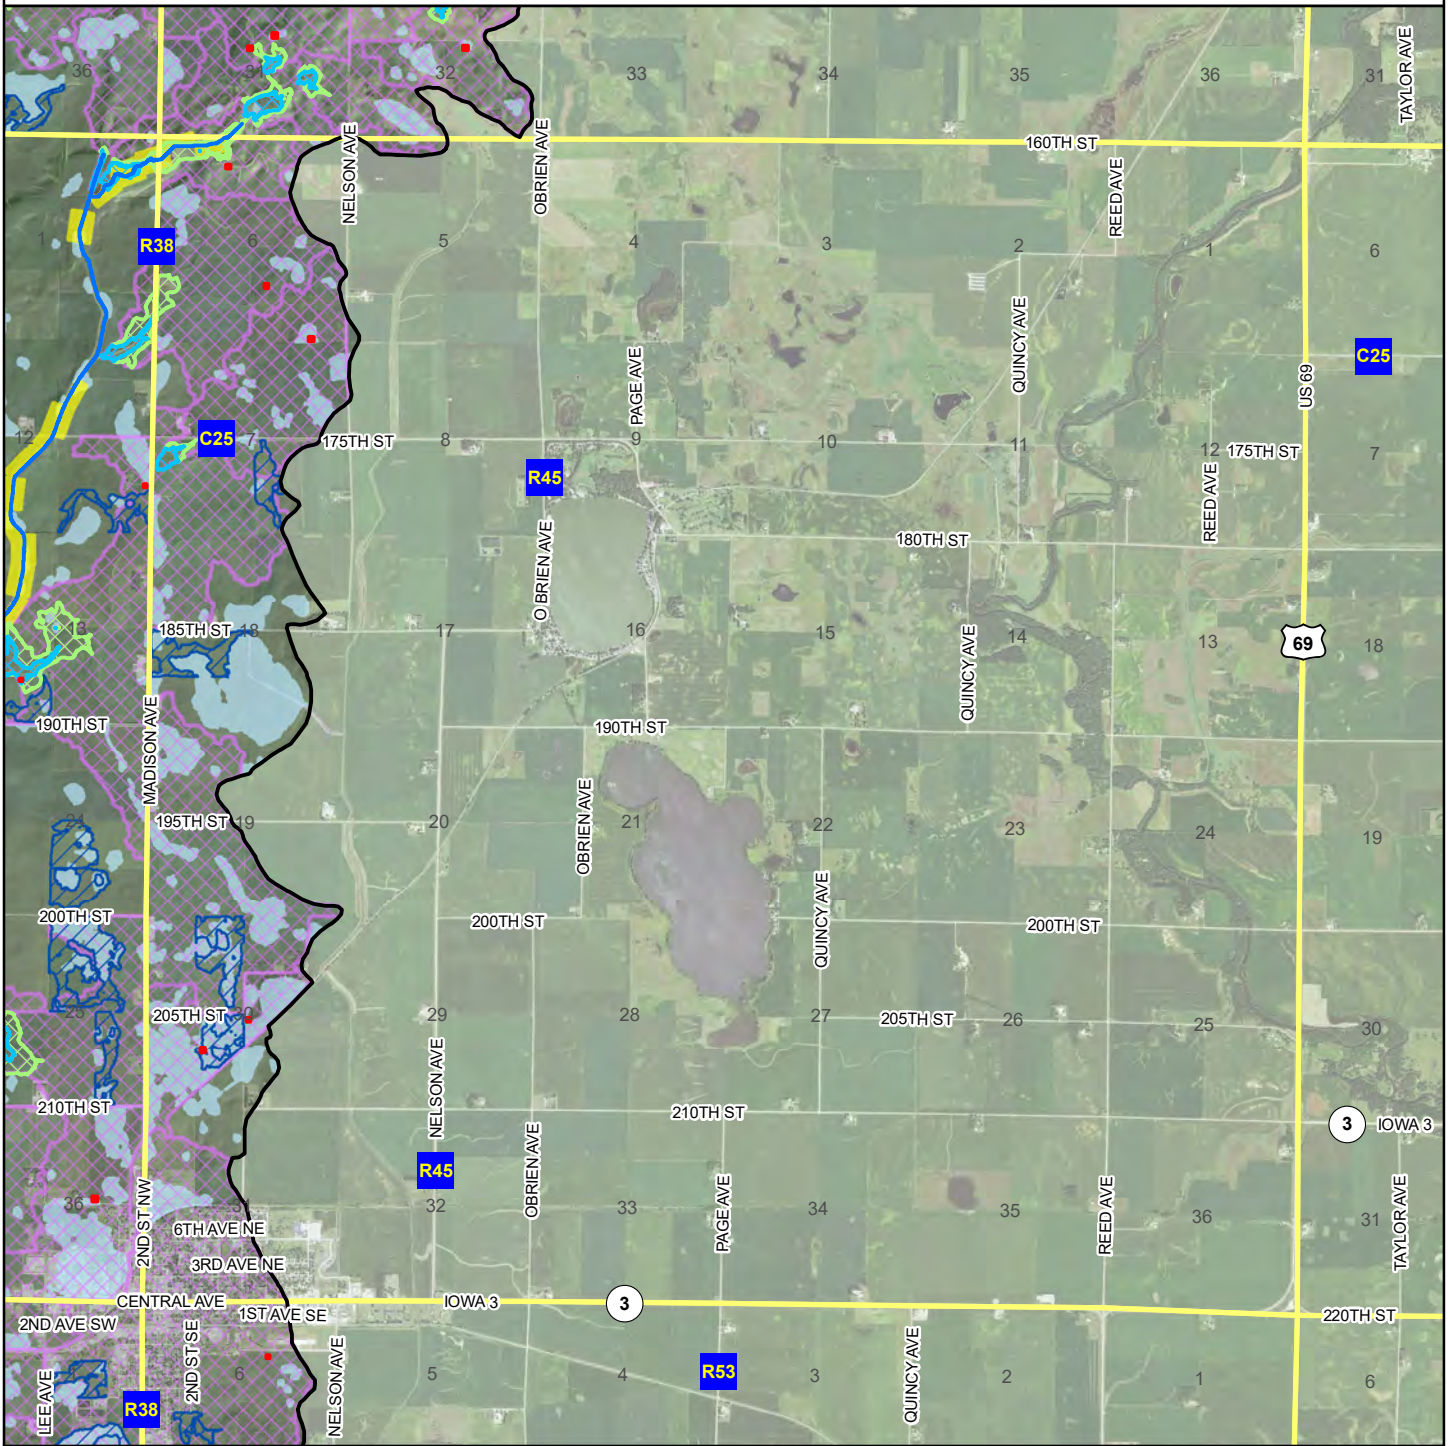 36
31
32
33
34
35
36
31
TAYLOR AVE
160TH ST
NELSON AVE
OBRIEN AVE
REED AVE
1
R38
6
5
4
3
2
1
6
PAGE AVE
QUINCY AVE
US 69
C25
12
C25
7
175TH ST
8
9
10
11
12
175TH ST
7
R45
REED AVE
O BRIEN AVE
180TH ST
13
185TH ST
18
17
16
15
QUINCY AVE
14
13
69
18
190TH ST
MADISON AVE
190TH ST
24
195TH ST
19
20
OBRIEN AVE
21
22
23
24
19
200TH ST
200TH ST
QUINCY AVE
200TH ST
25
205TH ST
30
29
28
27
205TH ST
26
25
30
210TH ST
NELSON AVE
210TH ST
3
IOWA 3
R45
OBRIEN AVE
36
2ND ST NW
31
32
33
PAGE AVE
34
35
REED AVE
36
31
TAYLOR AVE
6TH AVE NE
3RD AVE NE
CENTRAL AVE
IOWA 3
3
2ND AVE SW
1ST AVE SE
220TH ST
LEE AVE
2ND ST SE
6
NELSON AVE
5
4
R53
3
QUINCY AVE
2
1
6
R38